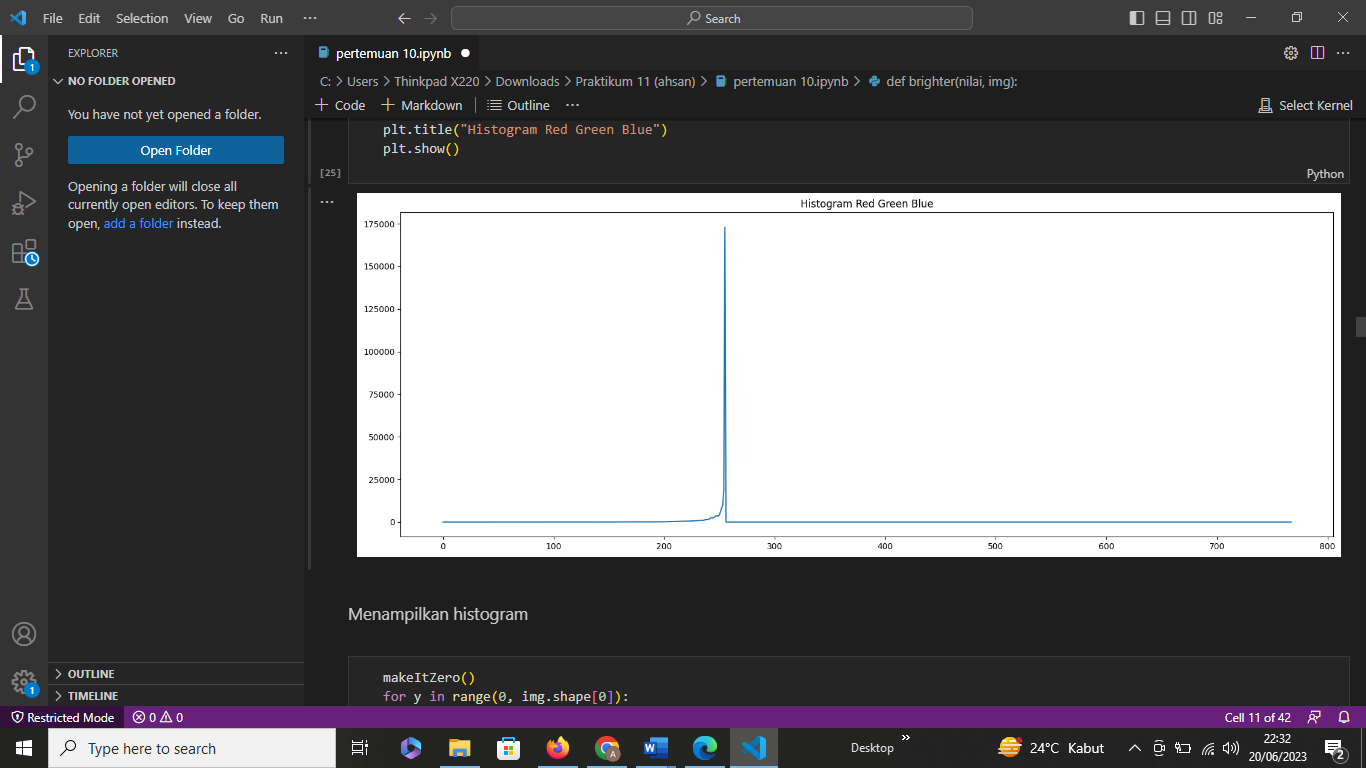 File Edit Selection View Go Run ··· Search
EXPLORER ···
NO FOLDER OPENED
You have not yet opened a folder.
Open Folder
Opening a folder will close all
currently open editors. To keep them
open, add a folder instead.
OUTLINE
TIMELINE
pertemuan 10.ipynb
C: > Users > Thinkpad X220 > Downloads > Praktikum 11 (ahsan) > pertemuan 10.ipynb > def brighter(nilai, img):
+ Code + Markdown Outline ··· Select Kernel
plt.title("Histogram Red Green Blue")
plt.show()
[25] Python
Histogram Red Green Blue
175000
150000
125000
100000
75000
50000
25000
0
0 100 200 300 400 500 600 700 800
Menampilkan histogram
makeItZero()
for y in range(0, img.shape[0]):
Restricted Mode 0 0 Cell 11 of 42
Type here to search Desktop 24°C Kabut 22:32
20/06/2023
2
1
1